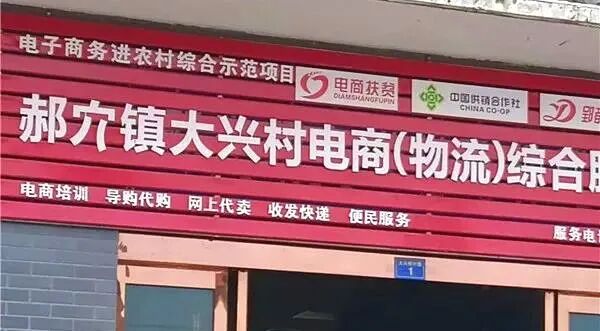 电子商务进农村综合示范项目
电商扶贫
DIANSHANGFUPIN
中国供销合作社
CHINA CO-OP
郝穴镇大兴村电商(物流)综合
电商培训 导购代购 网上代卖 收发快递 便民服务
服务电
1